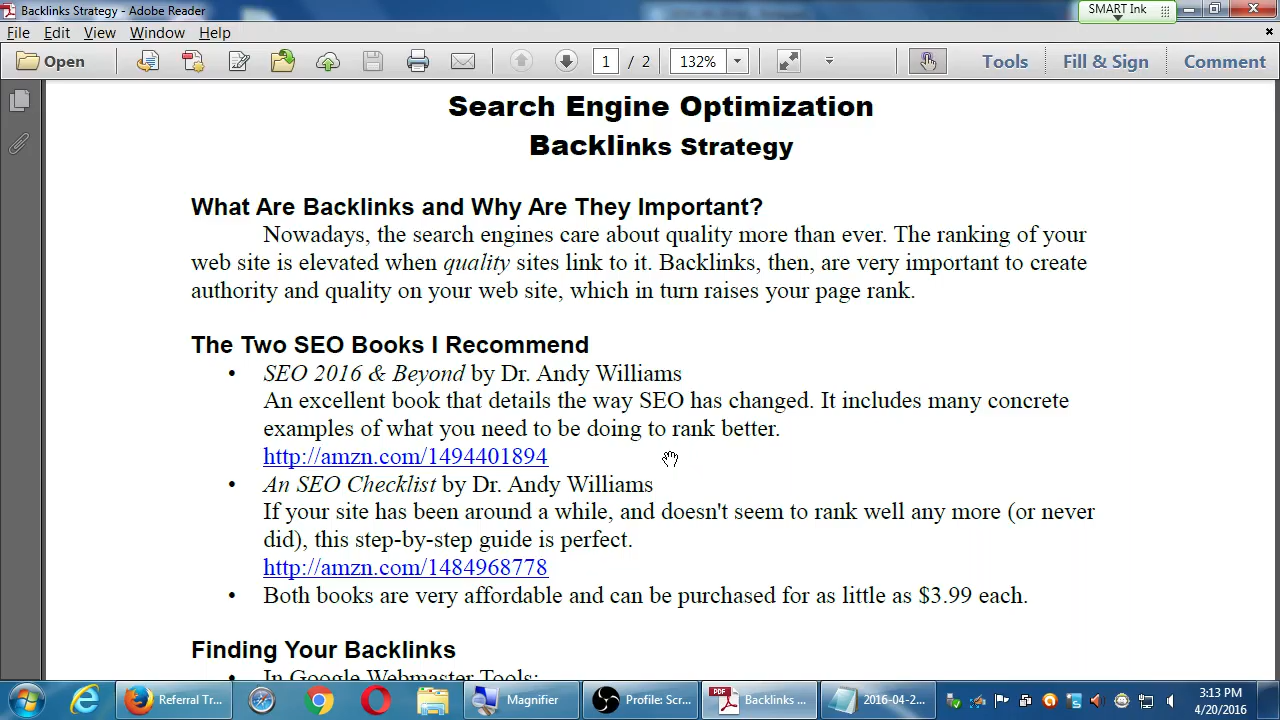 Backlinks Strategy - Adobe Reader
SMART Ink
File Edit View Window Help
Open
1 / 2
132%
Tools
Fill & Sign
Comment
Search Engine Optimization
Backlinks Strategy
What Are Backlinks and Why Are They Important?
Nowadays, the search engines care about quality more than ever. The ranking of your
web site is elevated when quality sites link to it. Backlinks, then, are very important to create
authority and quality on your web site, which in turn raises your page rank.
The Two SEO Books I Recommend
• SEO 2016 & Beyond by Dr. Andy Williams
An excellent book that details the way SEO has changed. It includes many concrete
examples of what you need to be doing to rank better.
http://amzn.com/1494401894
• An SEO Checklist by Dr. Andy Williams
If your site has been around a while, and doesn't seem to rank well any more (or never
did), this step-by-step guide is perfect.
http://amzn.com/1484968778
• Both books are very affordable and can be purchased for as little as $3.99 each.
Finding Your Backlinks
• In Google Webmaster Tools:
Referral Tr...
Magnifier
Profile: Scr...
PDF
Backlinks ...
2016-04-2...
3:13 PM
4/20/2016